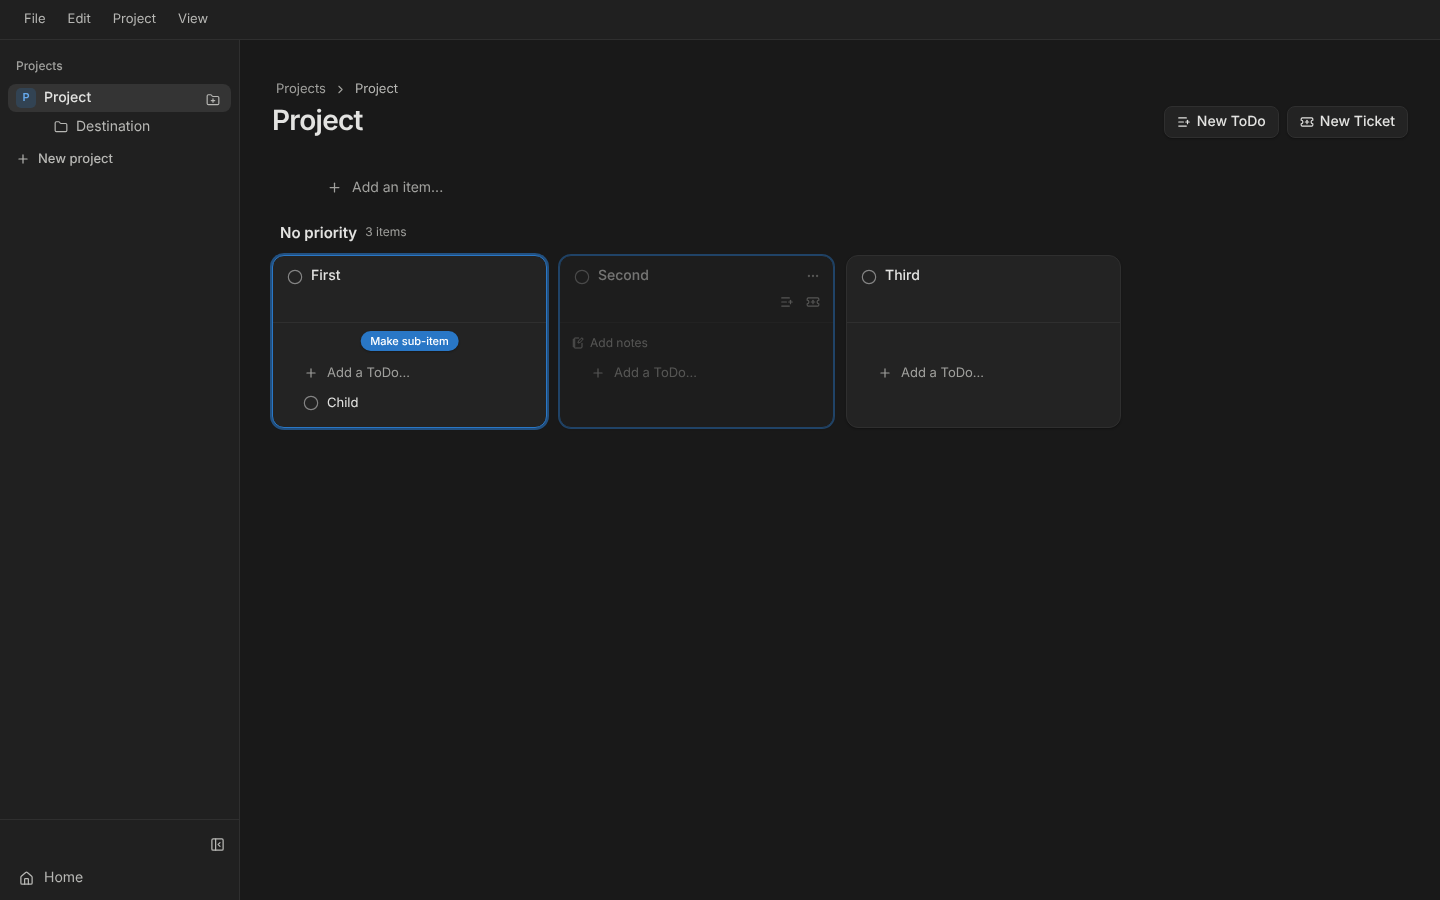 File Edit Project View
Projects
P Project
Destination
New project
Home
Projects > Project
Project
New ToDo
New Ticket
Add an item...
No priority 3 items
First
Make sub-item
Add a ToDo...
Child
Second
Add notes
Add a ToDo...
Third
Add a ToDo...